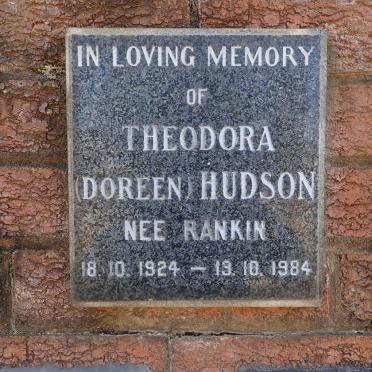 IN LOVING MEMORY
OF
THEODORA
(DOREEN) HUDSON
NEE RANKIN
18.10.1924 — 13.10.1984